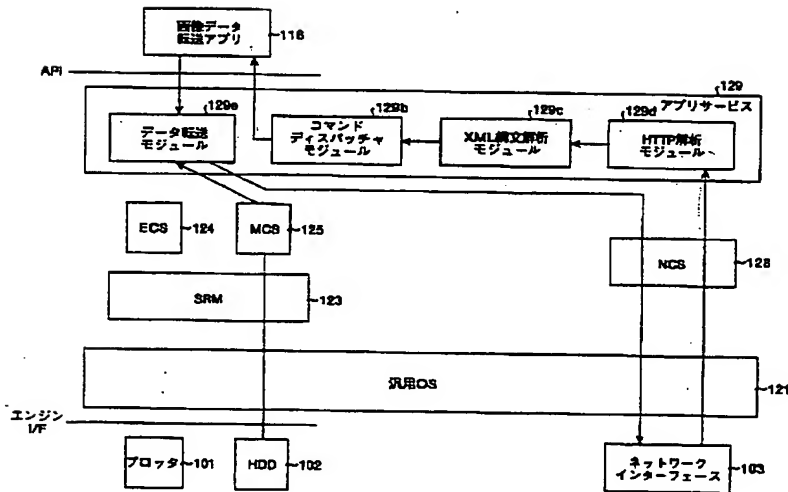 画像データ
転送アプリ
116
API
129
アプリサービス
129e
データ転送
モジュール
129b
コマンド
ディスパッチャ
モジュール
129c
XML構文解析
モジュール
129d
HTTP解析
モジュール
ECS
124
MCS
125
NCS
128
SRM
123
汎用OS
121
エンジン
I/F
プロッタ
101
HDD
102
ネットワーク
インターフェース
103